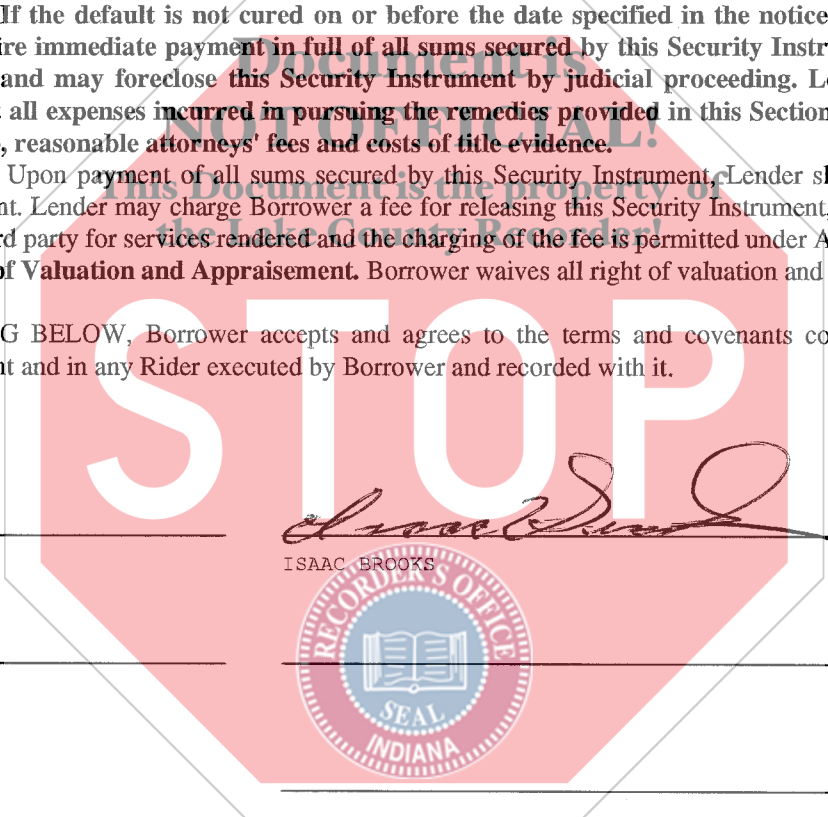 If the default is not cured on or before the date specified in the notice
ire immediate payment in full of all sums secured by this Security Instr
and may foreclose this Security Instrument by judicial proceeding. L
all expenses incurred in pursuing the remedies provided in this Section
, reasonable attorneys' fees and costs of title evidence.
Upon payment of all sums secured by this Security Instrument, Lender sh
nt. Lender may charge Borrower a fee for releasing this Security Instrument,
rd party for services rendered and the charging of the fee is permitted under A
of Valuation and Appraisement. Borrower waives all right of valuation and
G BELOW, Borrower accepts and agrees to the terms and covenants co
nt and in any Rider executed by Borrower and recorded with it.
Document is
NOT OFFICIAL!
This Document is the property of
the Lake County Recorder!
STOP
Isaac Brooks
ISAAC BROOKS
RECORDER'S OFFICE
SEAL
INDIANA